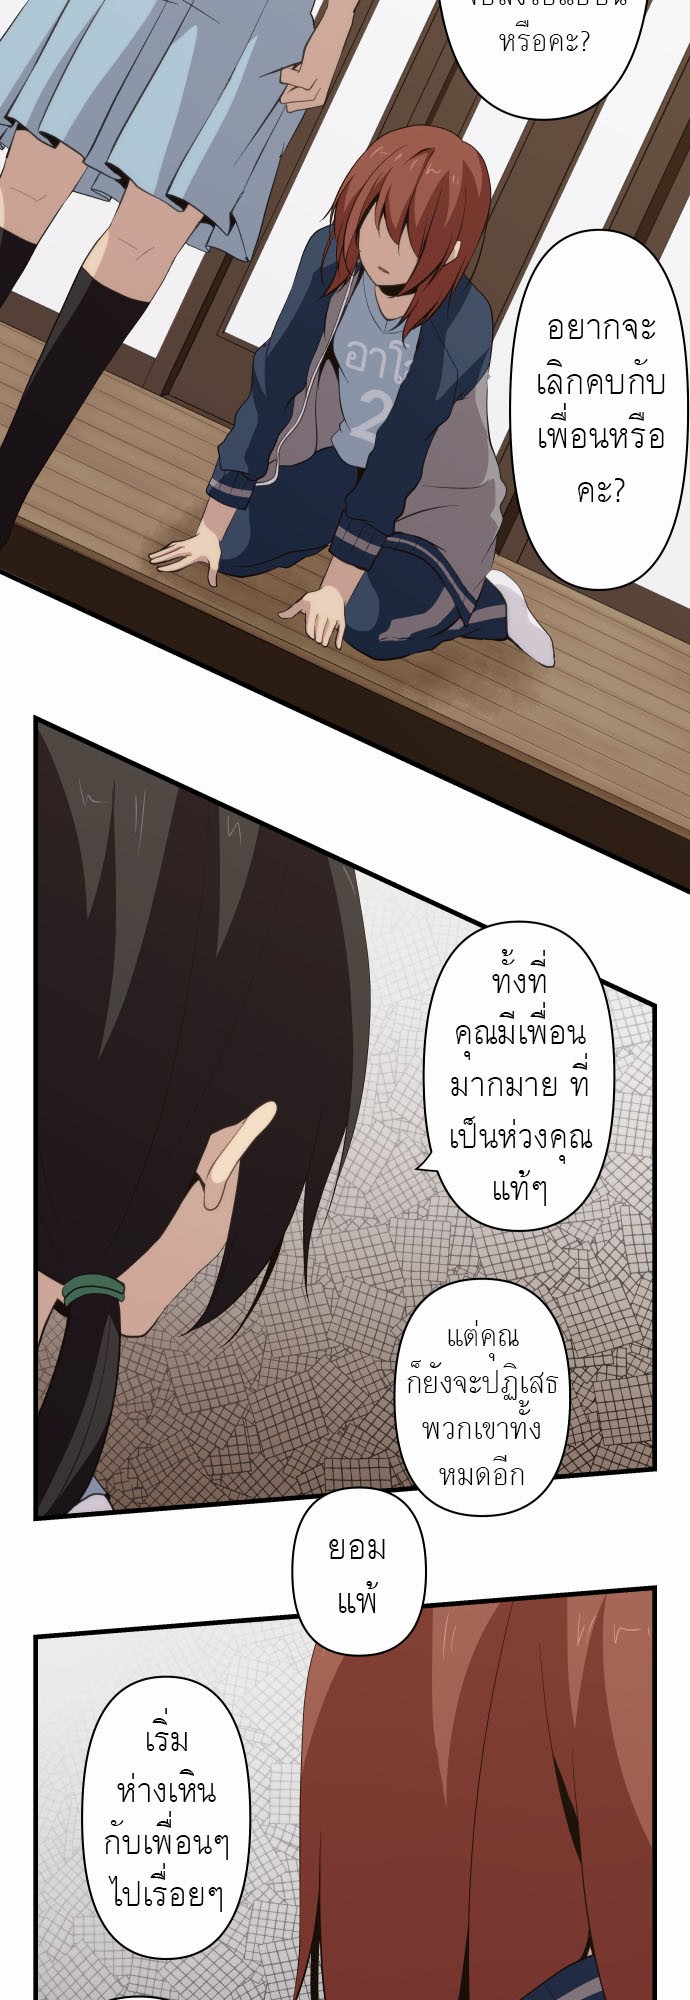 หรือคะ?
อยากจะ
เลิกคบกับ
เพื่อนหรือ
คะ?
2
ทั้งที่
คุณมีเพื่อน
มากมาย ที่
เป็นห่วงคุณ
แท้ๆ
แต่คุณ
ก็ยังจะปฏิเสธ
พวกเขาทั้ง
หมดอีก
ยอม
แพ้
เริ่ม
ห่างเหิน
กับเพื่อนๆ
ไปเรื่อยๆ